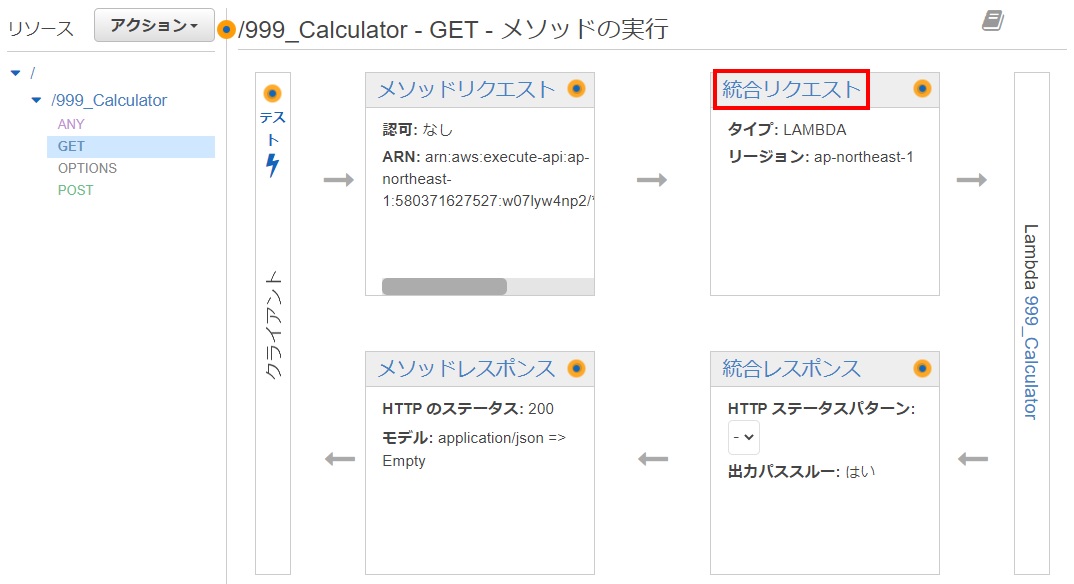 リソース
アクション
/
/999_Calculator
ANY
GET
OPTIONS
POST
/999_Calculator - GET - メソッドの実行
テス
ト
クライアント
メソッドリクエスト
認可: なし
ARN: arn:aws:execute-api:ap-
northeast-
1:580371627527:w07lyw4np2/*
統合リクエスト
タイプ: LAMBDA
リージョン: ap-northeast-1
Lambda 999_Calculator
メソッドレスポンス
HTTP のステータス: 200
モデル: application/json =>
Empty
統合レスポンス
HTTP ステータスパターン:
-
出力パススルー: はい